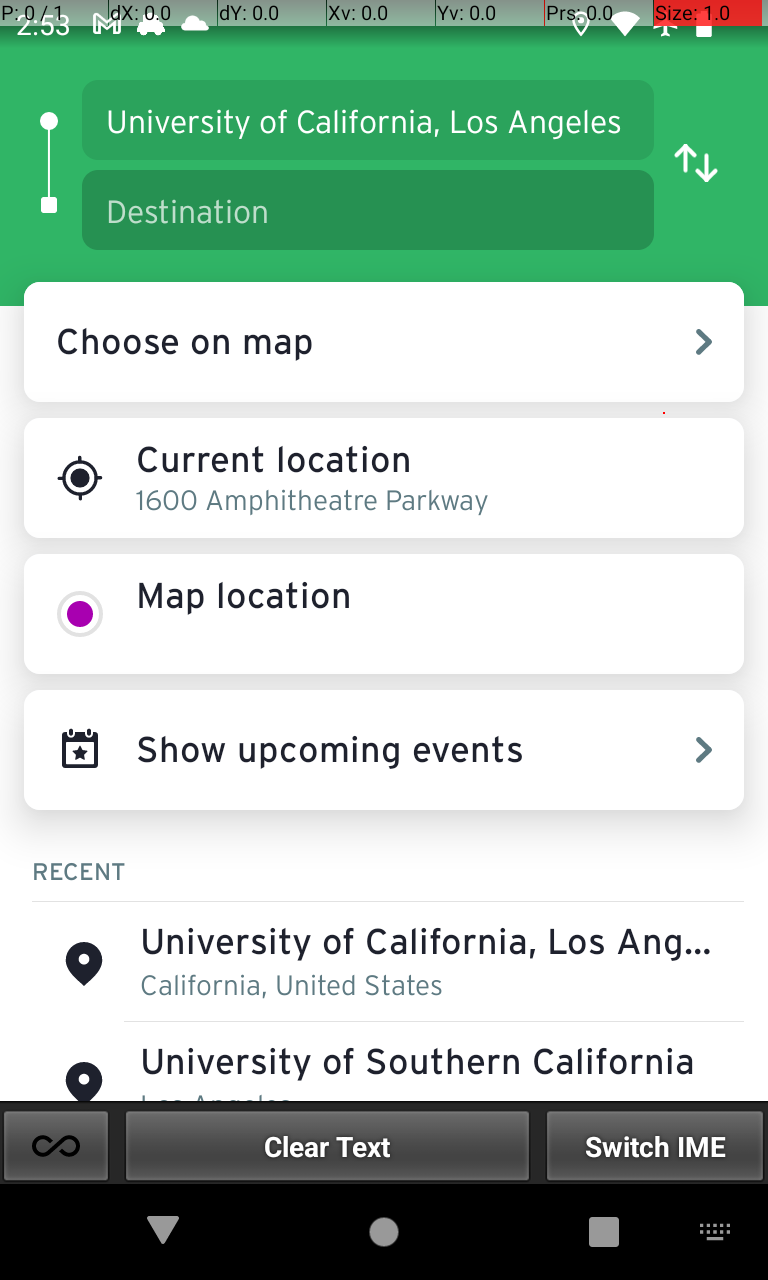 P: 0 / 1 dX: 0.0 dY: 0.0 Xv: 0.0 Yv: 0.0 Prs: 0.0 Size: 1.0
2:53
University of California, Los Angeles
Destination
Choose on map
Current location
1600 Amphitheatre Parkway
Map location
Show upcoming events
RECENT
University of California, Los Ang...
California, United States
University of Southern California
Los Angeles
Clear Text Switch IME